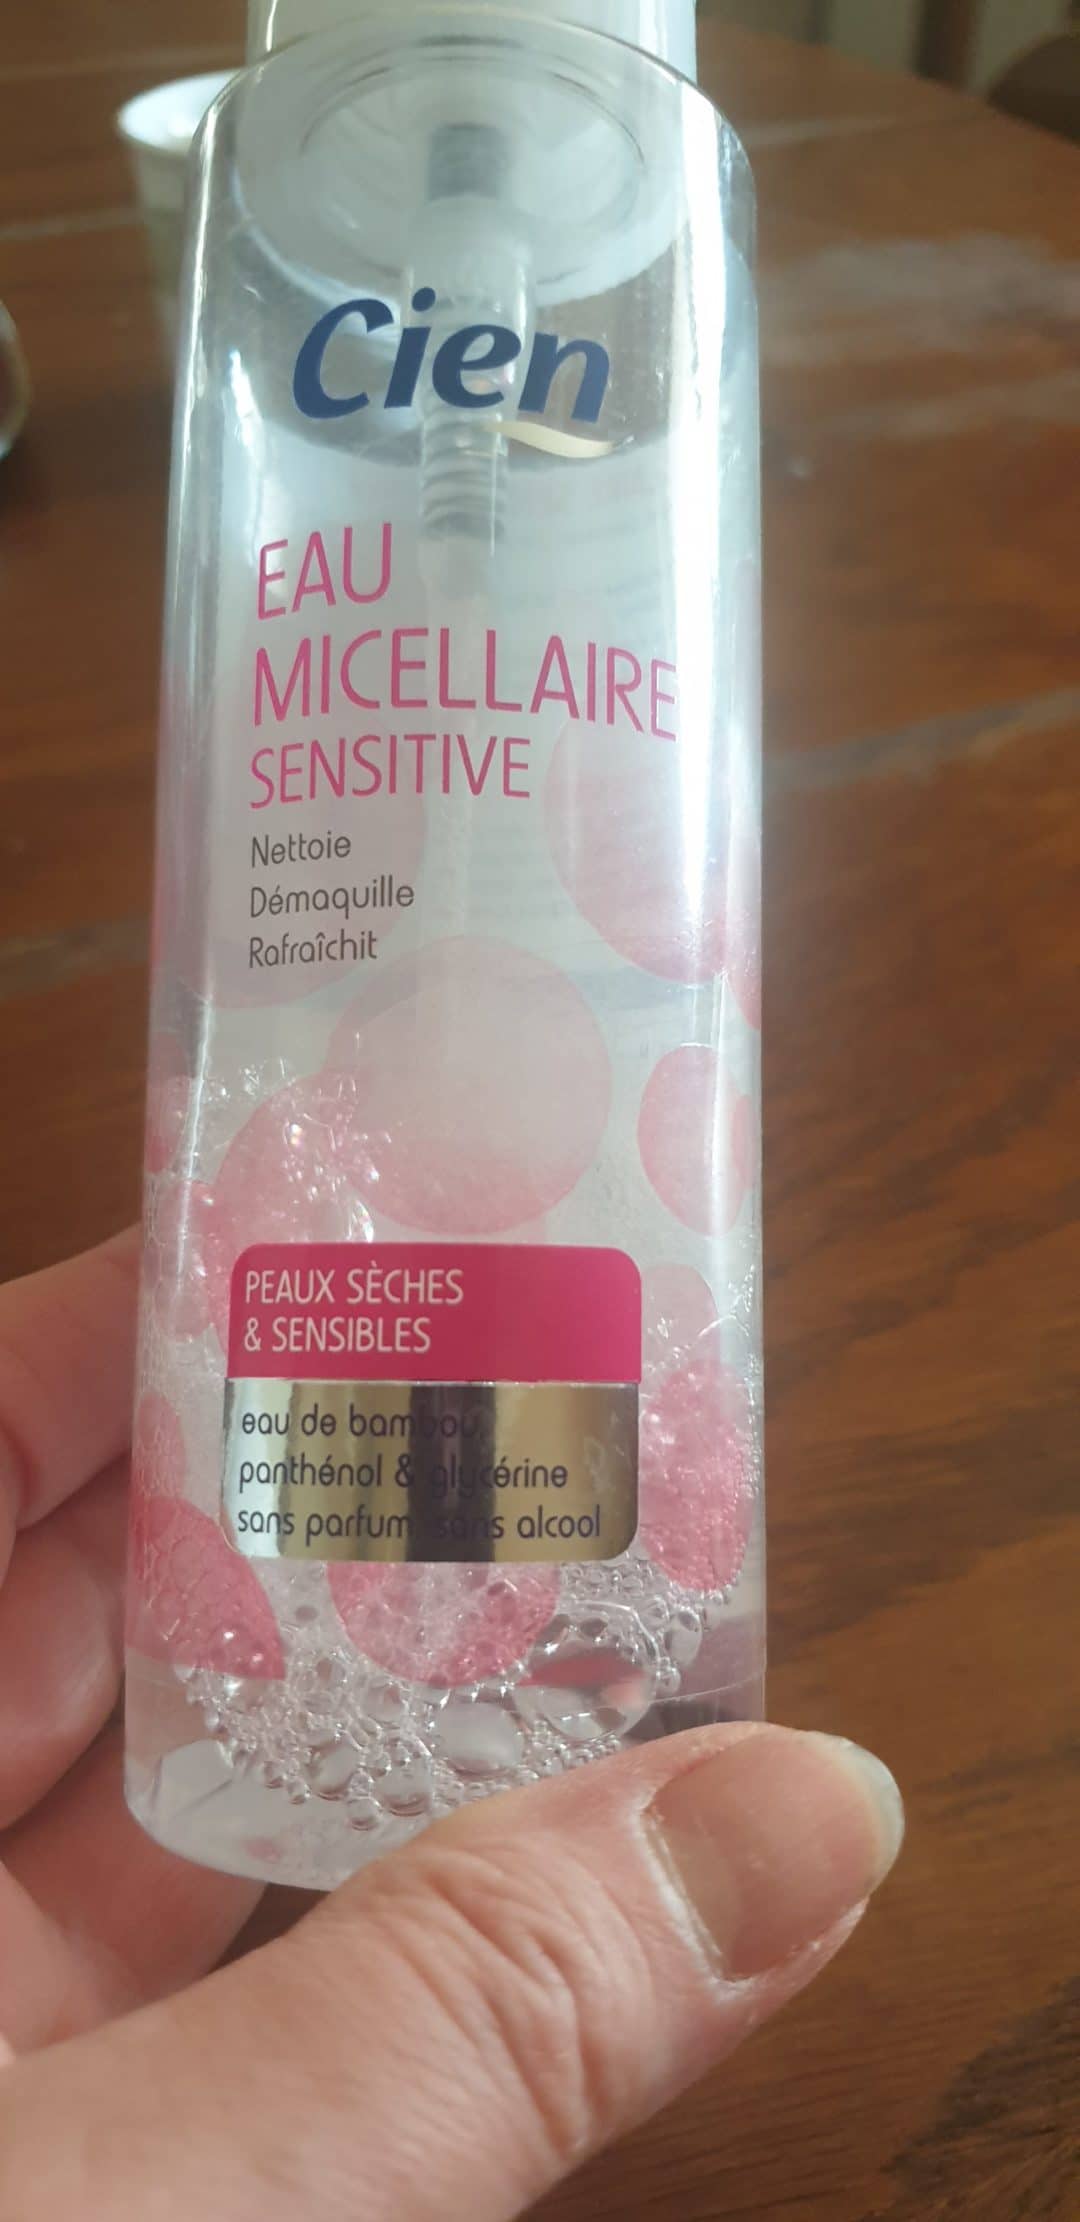 Cien
EAU
MICELLAIRE
SENSITIVE
Nettoie
Démaquille
Rafraîchit
PEAUX SÈCHES
& SENSIBLES
eau de bambou,
panthénol & glycérine
sans parfum, sans alcool